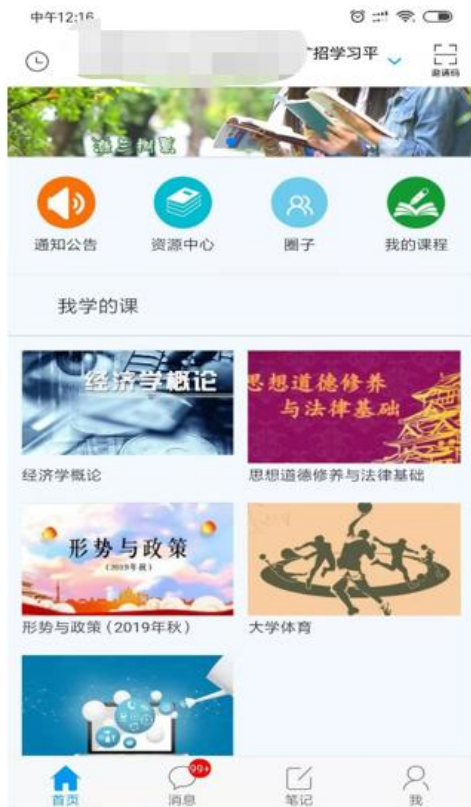 中午12:16
扩招学习平
邀请码
通知公告
资源中心
圈子
我的课程
我学的课
经济学概论
思想道德修养
与法律基础
经济学概论
思想道德修养与法律基础
形势与政策
(2019年秋)
形势与政策(2019年秋)
大学体育
99+
首页
消息
笔记
我